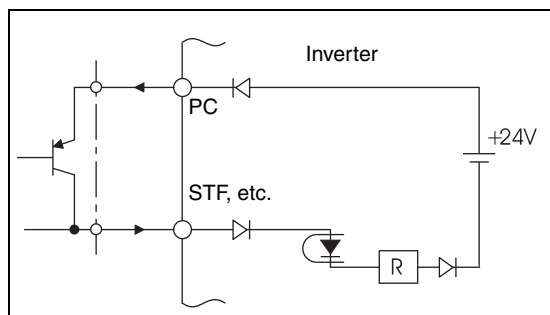 Inverter
PC
+24V
STF, etc.
R